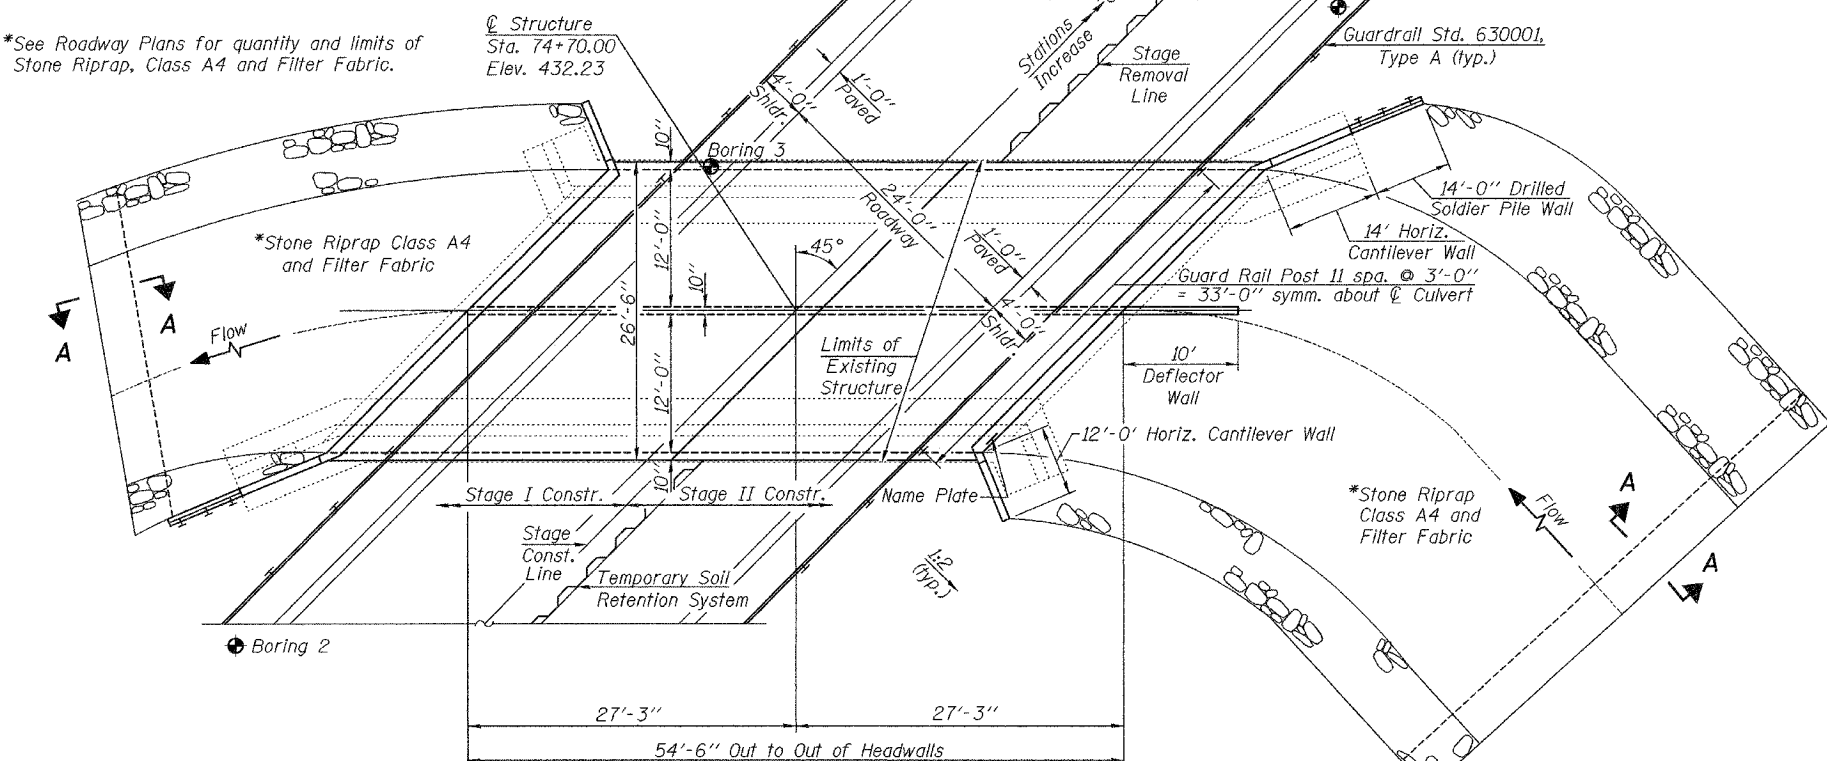 *See Roadway Plans for quantity and limits of
Stone Riprap, Class A4 and Filter Fabric.
℄ Structure
Sta. 74+70.00
Elev. 432.23
Stations
Increase
Stage
Removal
Line
Guardrail Std. 630001,
Type A (typ.)
4'-0"
Shldr.
1'-0"
Paved
10"
Boring 3
24'-0"
Roadway
14'-0" Drilled
Soldier Pile Wall
14' Horiz.
Cantilever Wall
*Stone Riprap Class A4
and Filter Fabric
12'-0"
45°
1'-0"
Paved
Guard Rail Post 11 spa. @ 3'-0"
= 33'-0" symm. about ℄ Culvert
A
A
Flow
26'-6"
10"
4'-0"
Shldr.
Limits of
Existing
Structure
10'
Deflector
Wall
12'-0"
12'-0' Horiz. Cantilever Wall
10"
Stage I Constr.
Stage II Constr.
Name Plate
*Stone Riprap
Class A4 and
Filter Fabric
Flow
A
A
Stage
Const.
Line
Temporary Soil
Retention System
1:2
(typ.)
Boring 2
27'-3"
27'-3"
54'-6" Out to Out of Headwalls